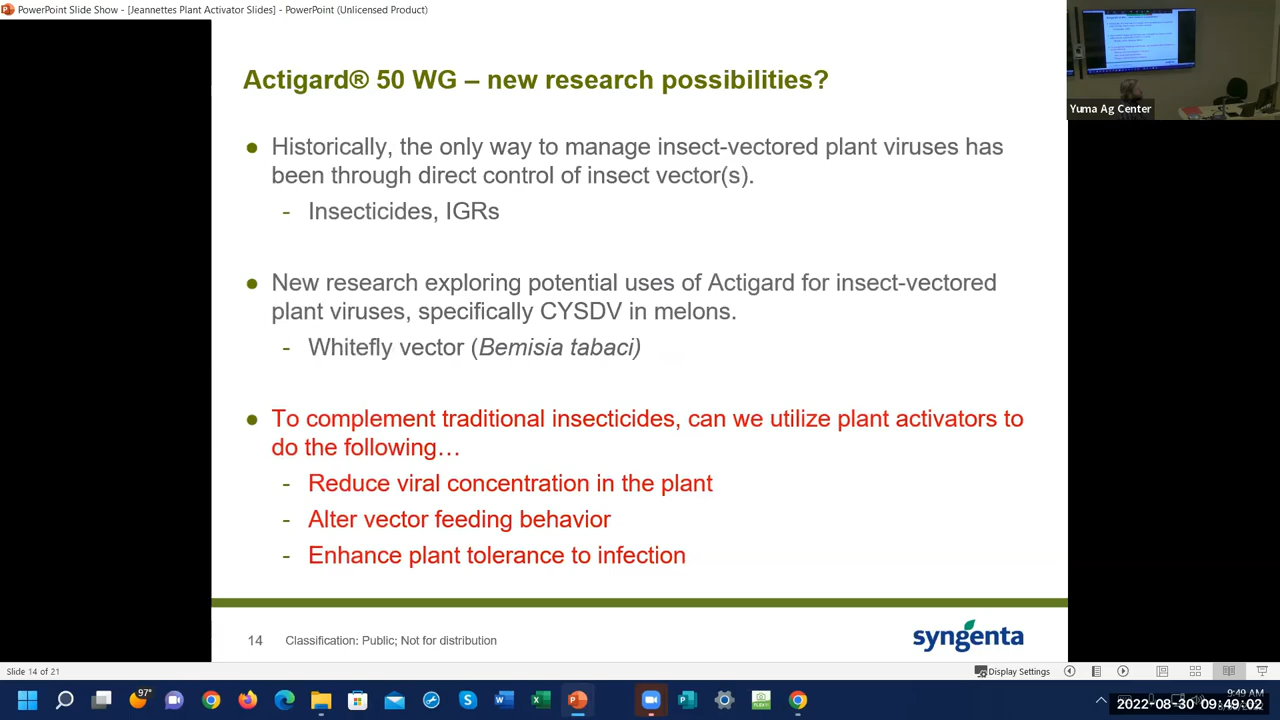 PowerPoint Slide Show - [Jeannettes Plant Activator Slides] - PowerPoint (Unlicensed Product)
Yuma Ag Center
Actigard® 50 WG – new research possibilities?
● Historically, the only way to manage insect-vectored plant viruses has
been through direct control of insect vector(s).
- Insecticides, IGRs
● New research exploring potential uses of Actigard for insect-vectored
plant viruses, specifically CYSDV in melons.
- Whitefly vector (Bemisia tabaci)
● To complement traditional insecticides, can we utilize plant activators to
do the following…
- Reduce viral concentration in the plant
- Alter vector feeding behavior
- Enhance plant tolerance to infection
14 Classification: Public; Not for distribution
syngenta
Slide 14 of 21
Display Settings
97°
9:49 AM
2022-08-30 09:49:02